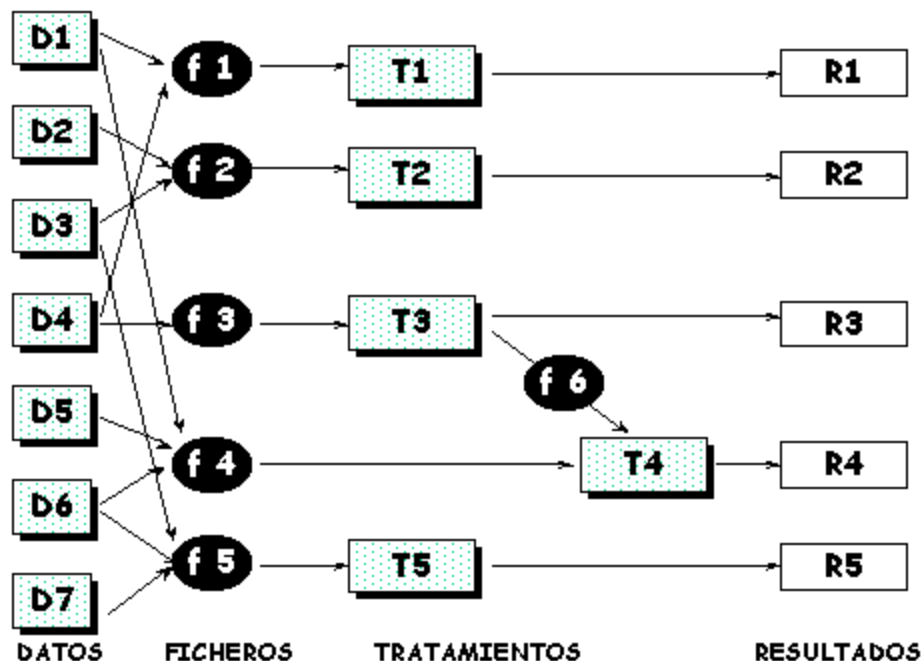 D1
f 1
T1
R1
D2
f 2
T2
R2
D3
D4
f 3
T3
R3
f 6
D5
f 4
T4
R4
D6
f 5
T5
R5
D7
DATOS
FICHEROS
TRATAMIENTOS
RESULTADOS